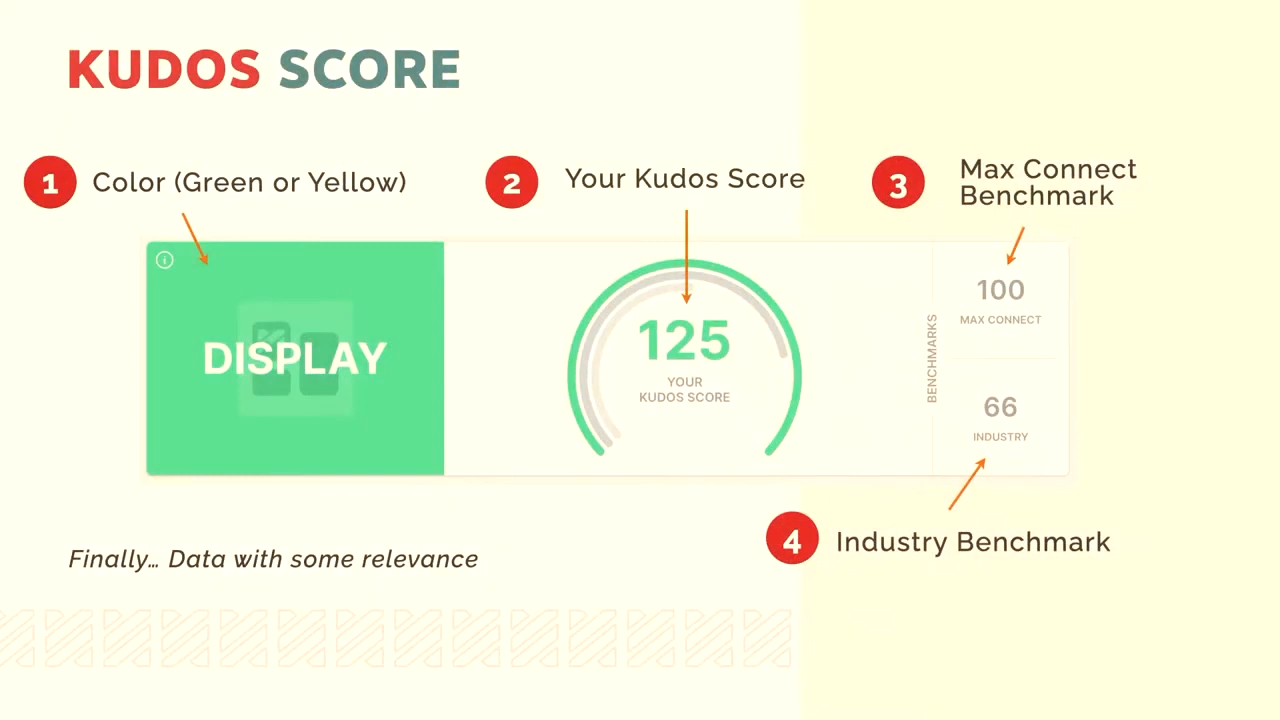 KUDOS SCORE
1 Color (Green or Yellow)
2 Your Kudos Score
3 Max Connect
Benchmark
i
DISPLAY
125
YOUR
KUDOS SCORE
BENCHMARKS
100
MAX CONNECT
66
INDUSTRY
4 Industry Benchmark
Finally... Data with some relevance